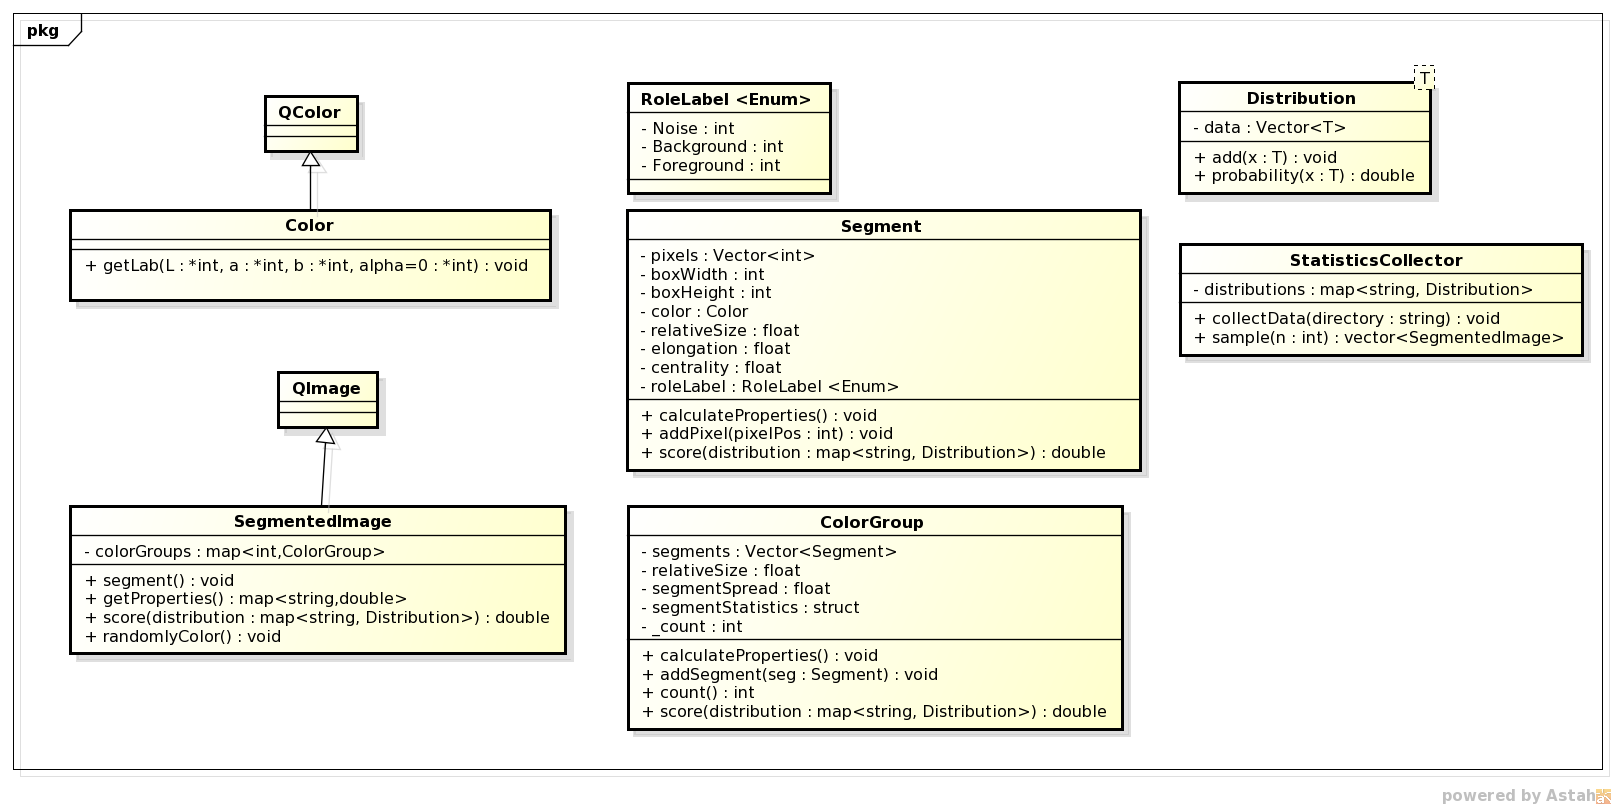 pkg
QColor
Color
+ getLab(L : *int, a : *int, b : *int, alpha=0 : *int) : void
QImage
SegmentedImage
- colorGroups : map<int,ColorGroup>
+ segment() : void
+ getProperties() : map<string,double>
+ score(distribution : map<string, Distribution>) : double
+ randomlyColor() : void
RoleLabel <Enum>
- Noise : int
- Background : int
- Foreground : int
Segment
- pixels : Vector<int>
- boxWidth : int
- boxHeight : int
- color : Color
- relativeSize : float
- elongation : float
- centrality : float
- roleLabel : RoleLabel <Enum>
+ calculateProperties() : void
+ addPixel(pixelPos : int) : void
+ score(distribution : map<string, Distribution>) : double
ColorGroup
- segments : Vector<Segment>
- relativeSize : float
- segmentSpread : float
- segmentStatistics : struct
- _count : int
+ calculateProperties() : void
+ addSegment(seg : Segment) : void
+ count() : int
+ score(distribution : map<string, Distribution>) : double
T
Distribution
- data : Vector<T>
+ add(x : T) : void
+ probability(x : T) : double
StatisticsCollector
- distributions : map<string, Distribution>
+ collectData(directory : string) : void
+ sample(n : int) : vector<SegmentedImage>
powered by Astah